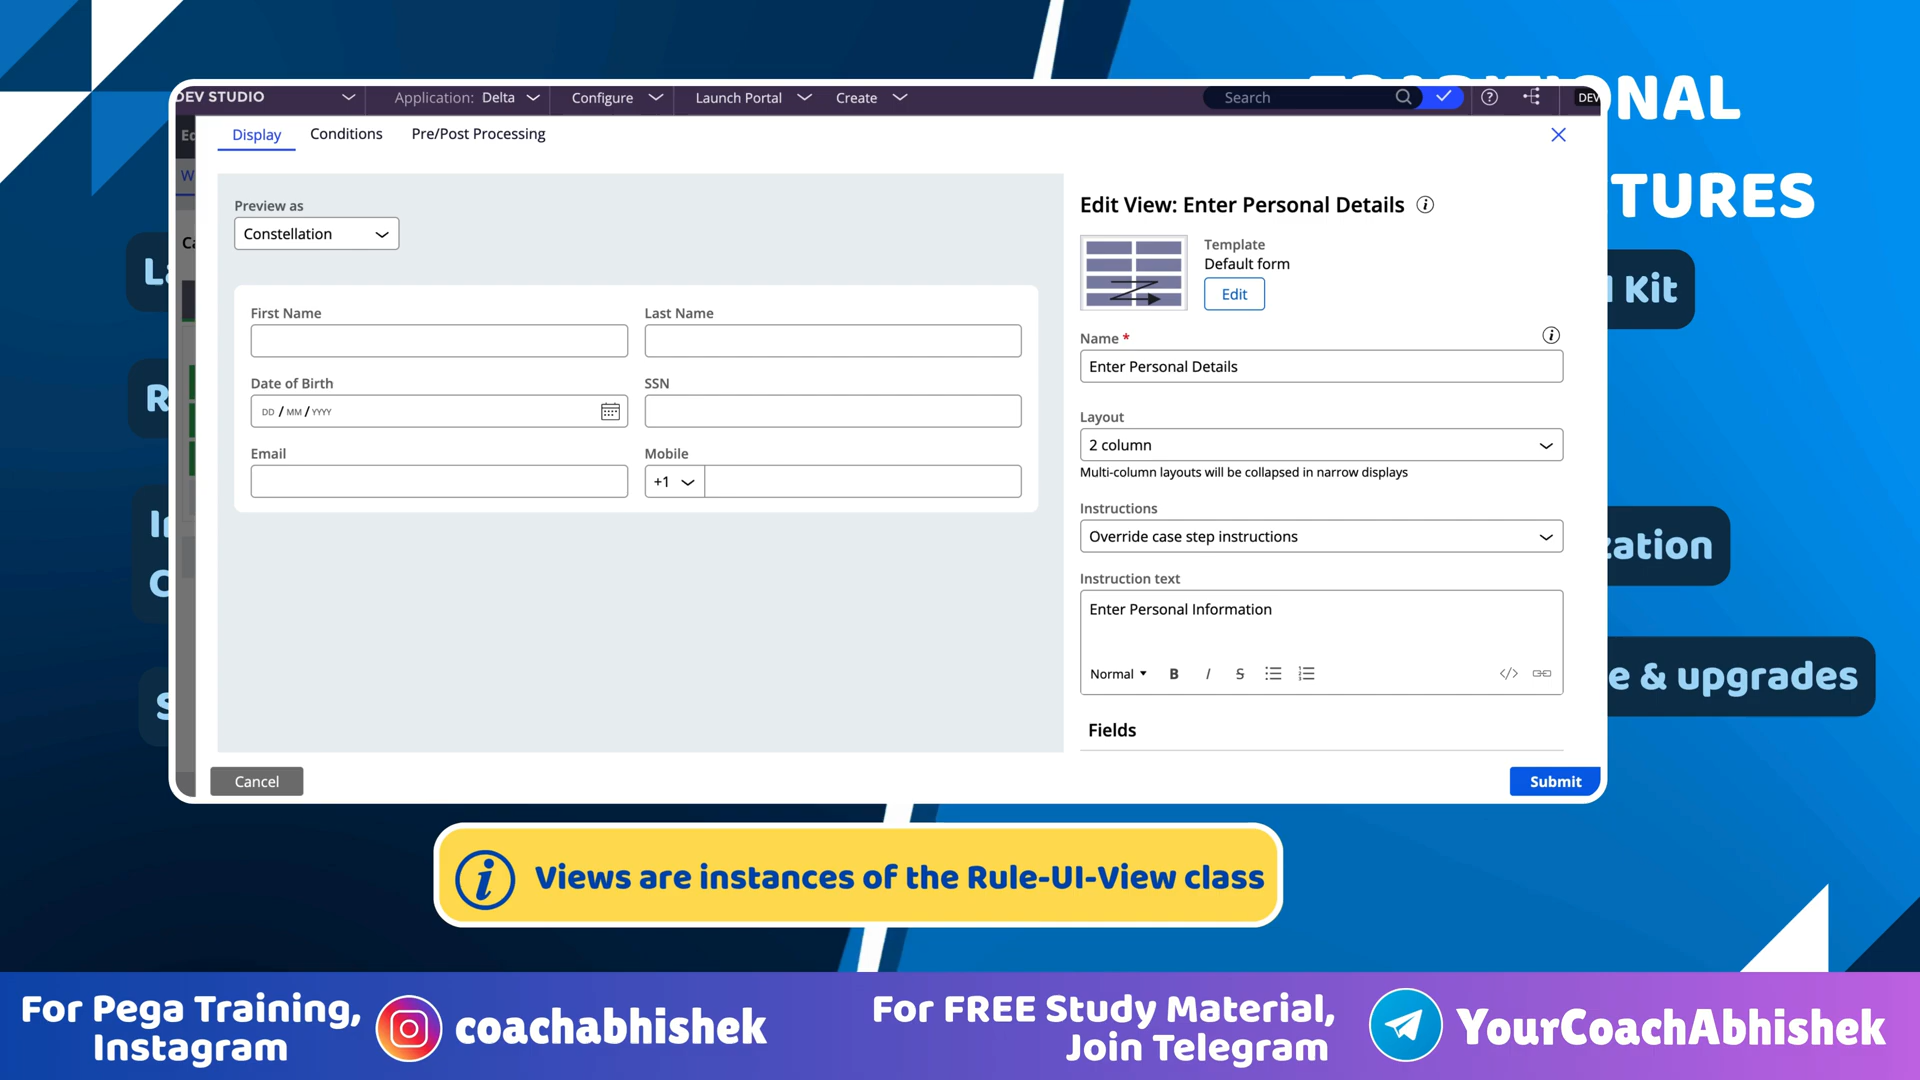 DEV STUDIO
Application: Delta
Configure
Launch Portal
Create
Search
DEV
Display
Conditions
Pre/Post Processing
Preview as
Constellation
First Name
Last Name
Date of Birth
DD / MM / YYYY
SSN
Email
Mobile
+1
Edit View: Enter Personal Details
Template
Default form
Edit
Name *
Enter Personal Details
Layout
2 column
Multi-column layouts will be collapsed in narrow displays
Instructions
Override case step instructions
Instruction text
Enter Personal Information
Normal
B I S
Fields
Cancel
Submit
ONAL
TURES
Kit
zation
e & upgrades
Views are instances of the Rule-UI-View class
For Pega Training,
Instagram
coachabhishek
For FREE Study Material,
Join Telegram
YourCoachAbhishek